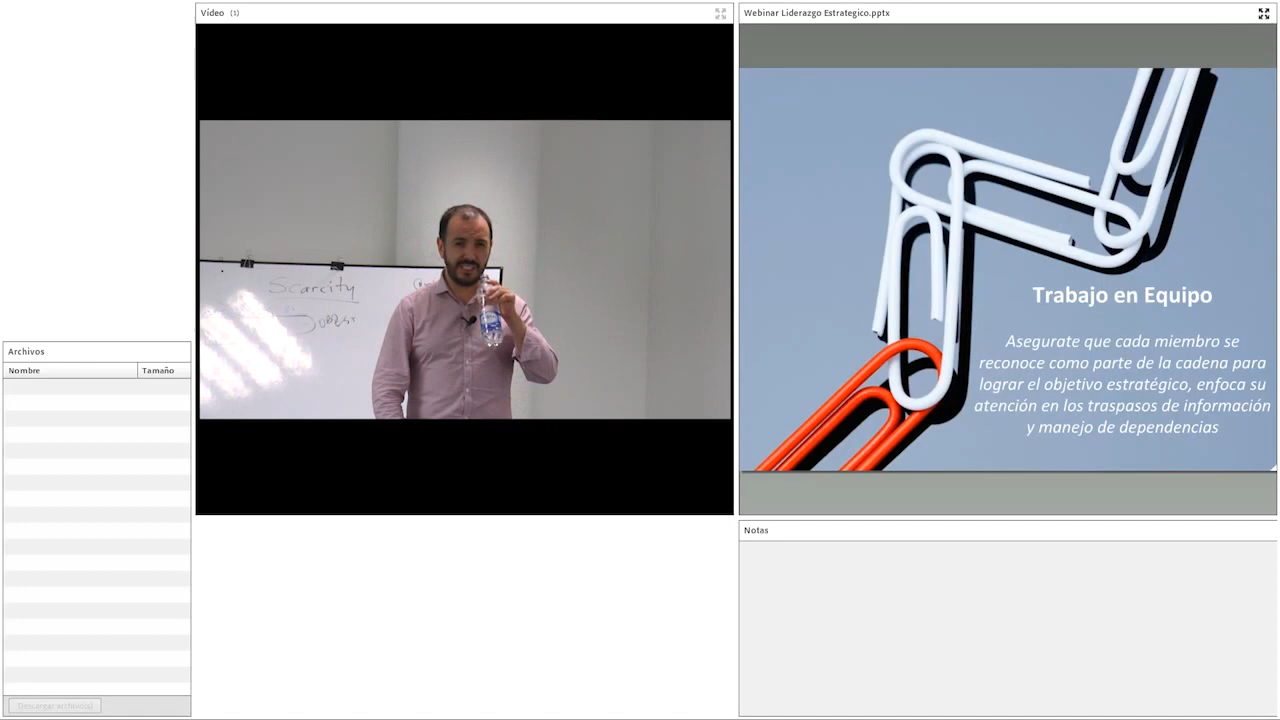 Vídeo (1)
Webinar Liderazgo Estrategico.pptx
Scarcity
Trabajo en Equipo
Asegurate que cada miembro se
reconoce como parte de la cadena para
lograr el objetivo estratégico, enfoca su
atención en los traspasos de información
y manejo de dependencias
Archivos
Nombre
Tamaño
Descargar archivo(s)
Notas